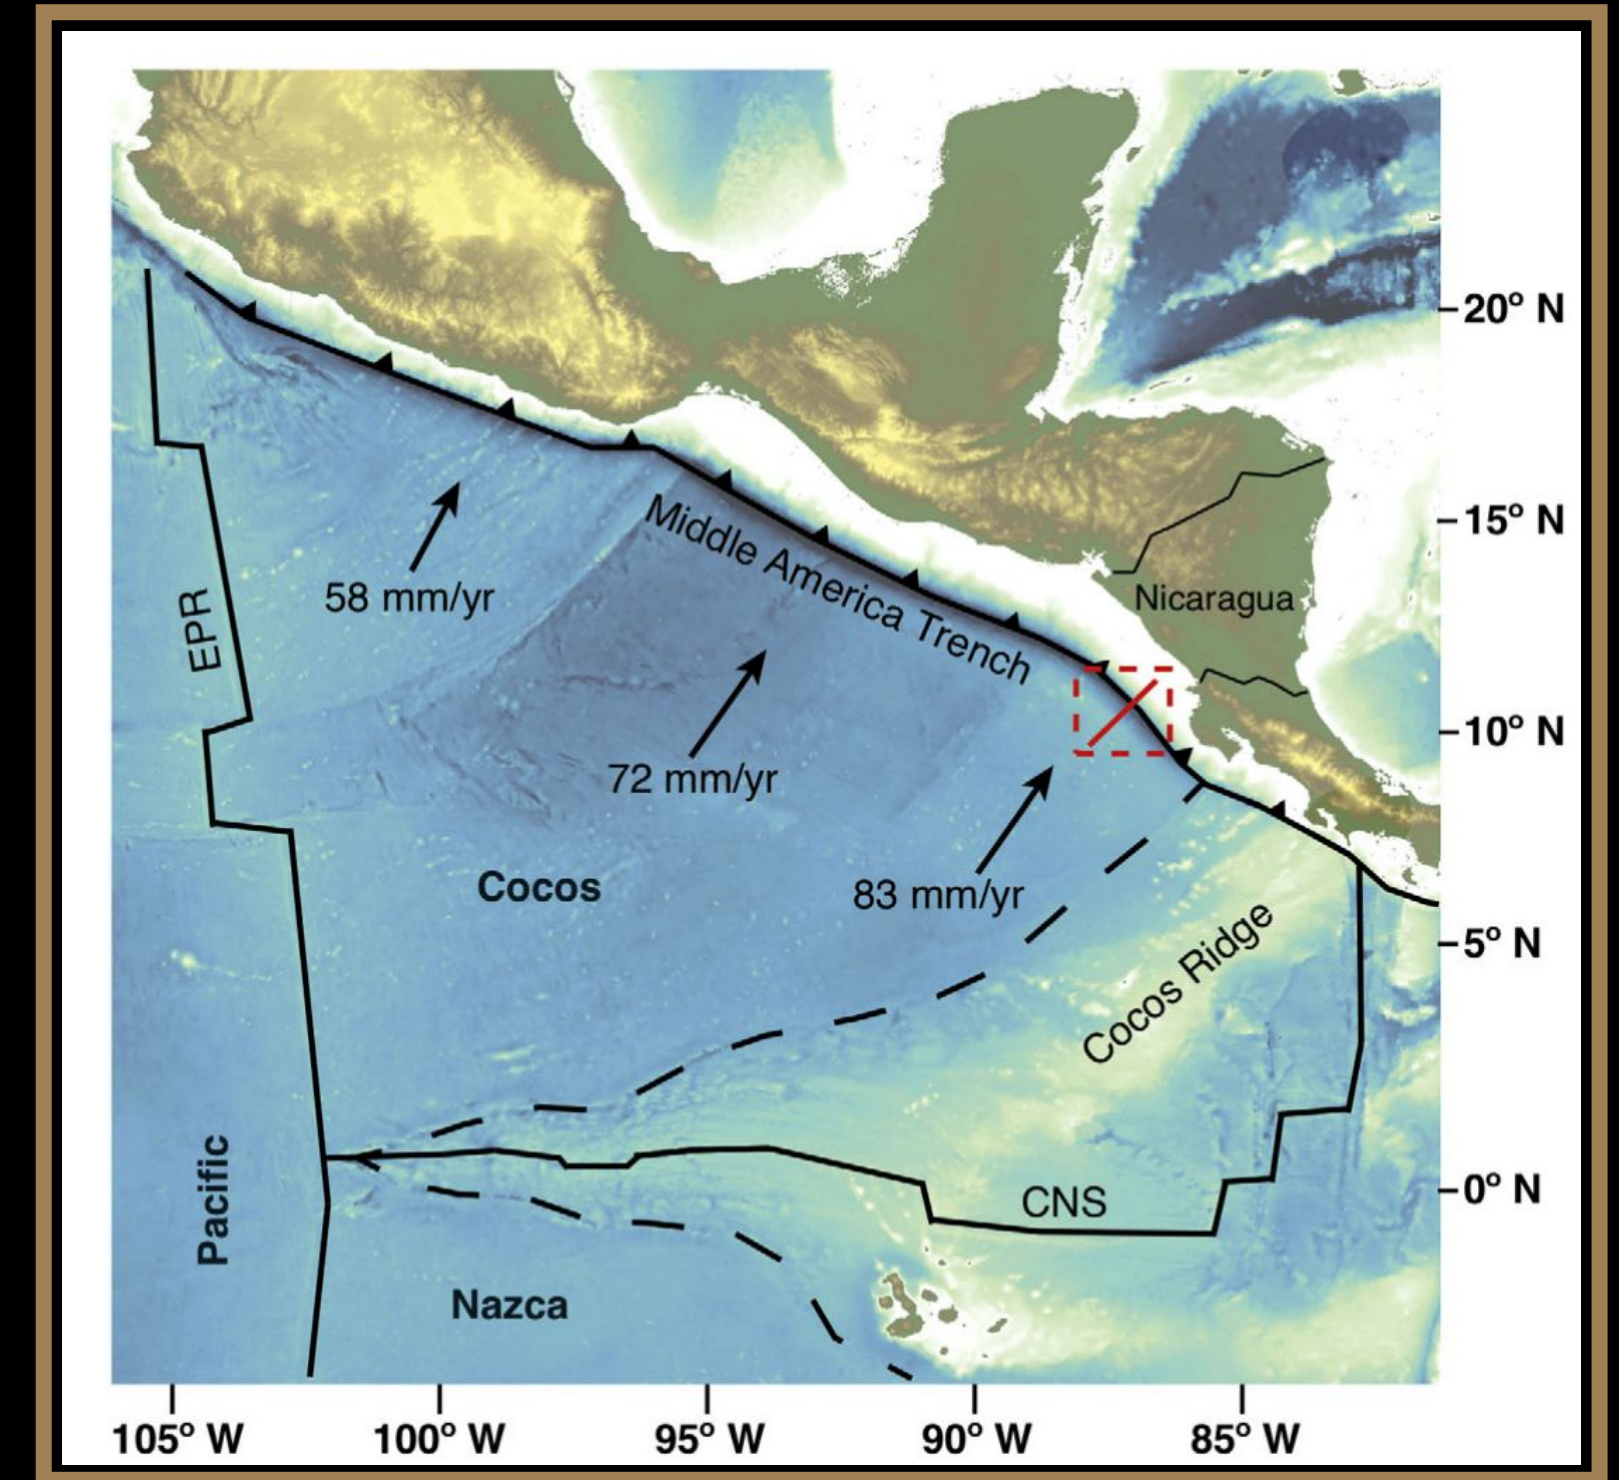 20° N
15° N
10° N
5° N
0° N
Middle America Trench
58 mm/yr
Nicaragua
EPR
72 mm/yr
83 mm/yr
Cocos
Cocos Ridge
Pacific
CNS
Nazca
105° W
100° W
95° W
90° W
85° W